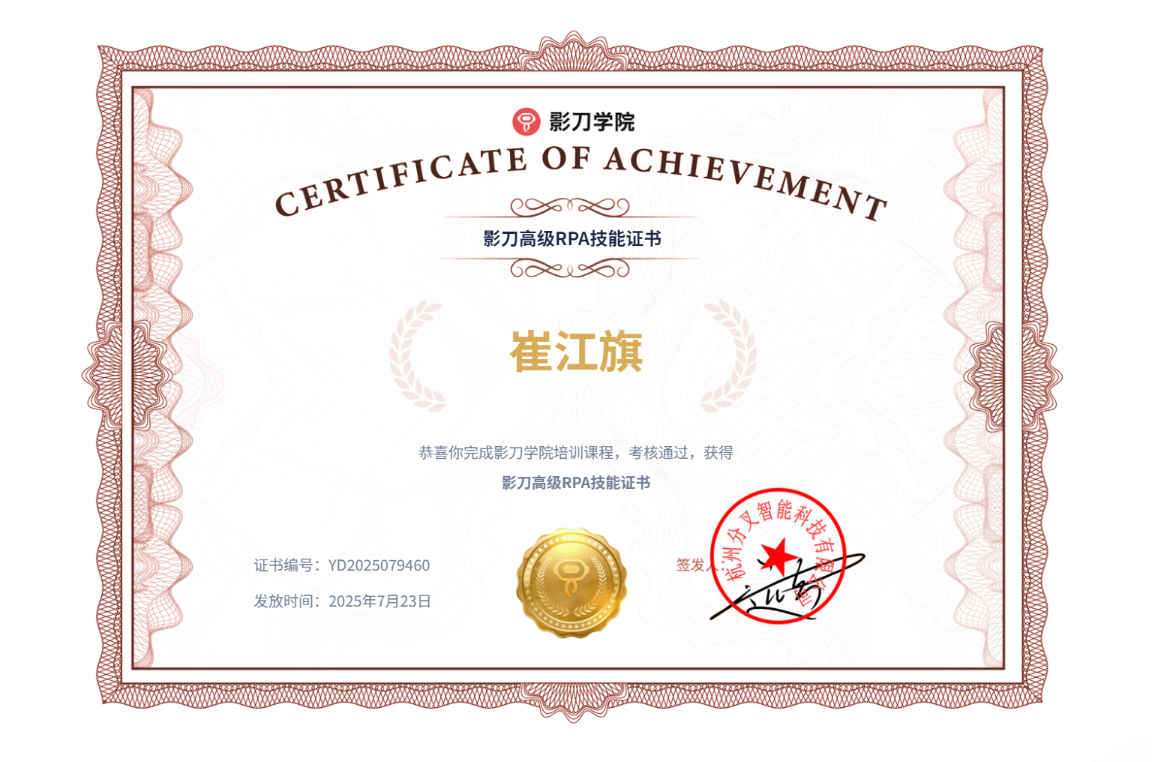 影刀学院
CERTIFICATE OF ACHIEVEMENT
影刀高级RPA技能证书
崔江旗
恭喜你完成影刀学院培训课程，考核通过，获得
影刀高级RPA技能证书
证书编号：YD2025079460
发放时间：2025年7月23日
签发人：
杭州分叉智能科技有限公司